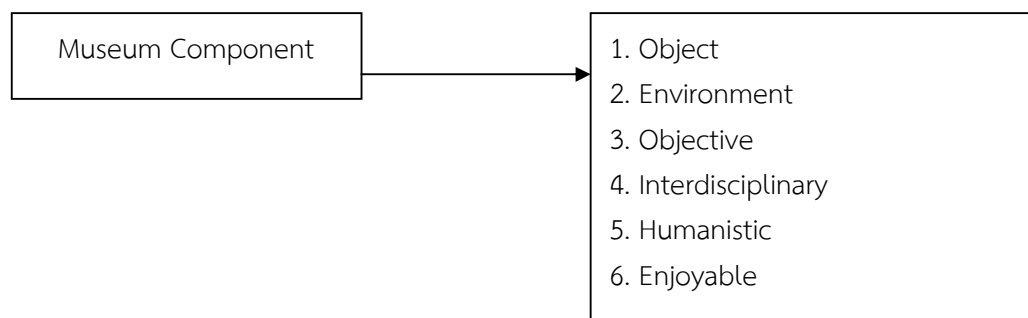 Museum Component
1. Object
2. Environment
3. Objective
4. Interdisciplinary
5. Humanistic
6. Enjoyable